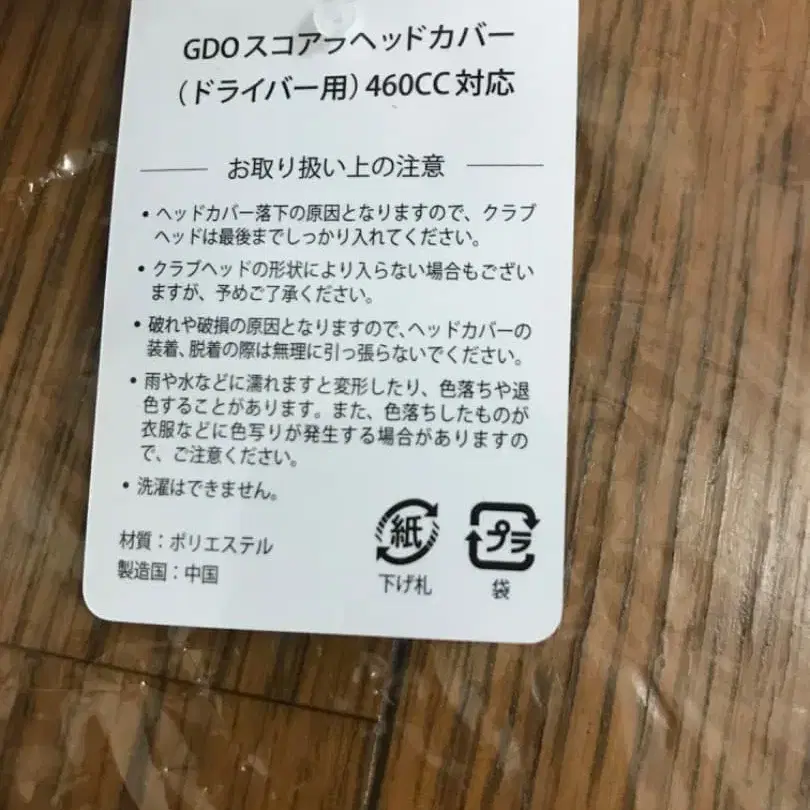 GDOスコアラヘッドカバー
（ドライバー用）460CC対応
お取り扱い上の注意
• ヘッドカバー落下の原因となりますので、クラブ
ヘッドは最後までしっかり入れてください。
• クラブヘッドの形状により入らない場合もござい
ますが、予めご了承ください。
• 破れや破損の原因となりますので、ヘッドカバーの
装着、脱着の際は無理に引っ張らないでください。
• 雨や水などに濡れますと変形したり、色落ちや退
色することがあります。また、色落ちしたものが
衣服などに色写りが発生する場合がありますの
で、ご注意ください。
• 洗濯はできません。
材質：ポリエステル
製造国：中国
紙
下げ札
プラ
袋